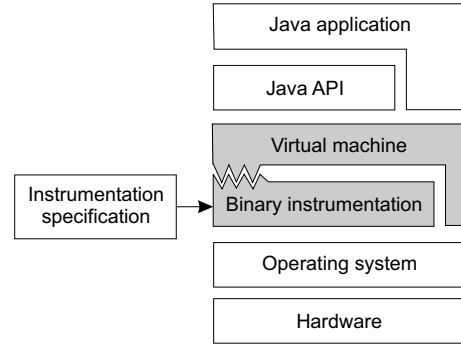 Java application
Java API
Virtual machine
Instrumentation
specification
Binary instrumentation
Operating system
Hardware